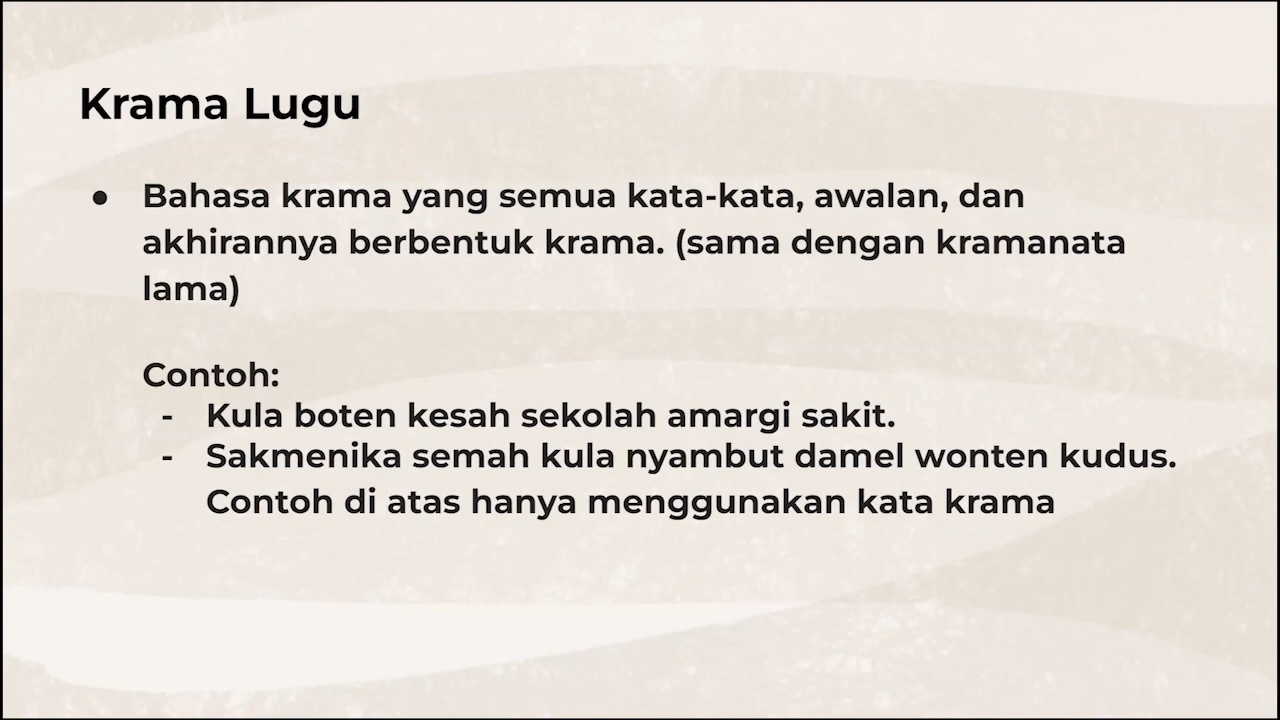 Krama Lugu
● Bahasa krama yang semua kata-kata, awalan, dan
akhirannya berbentuk krama. (sama dengan kramanata
lama)
Contoh:
- Kula boten kesah sekolah amargi sakit.
- Sakmenika semah kula nyambut damel wonten kudus.
Contoh di atas hanya menggunakan kata krama